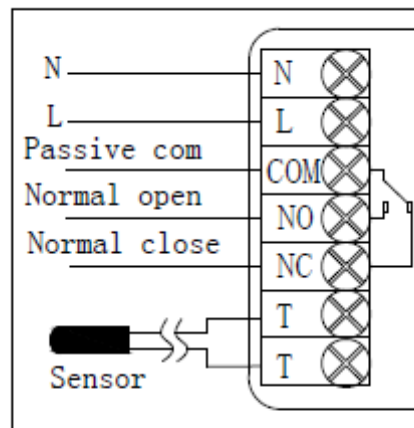 N N
L L
Passive com COM
Normal open NO
Normal close NC
T
T
Sensor